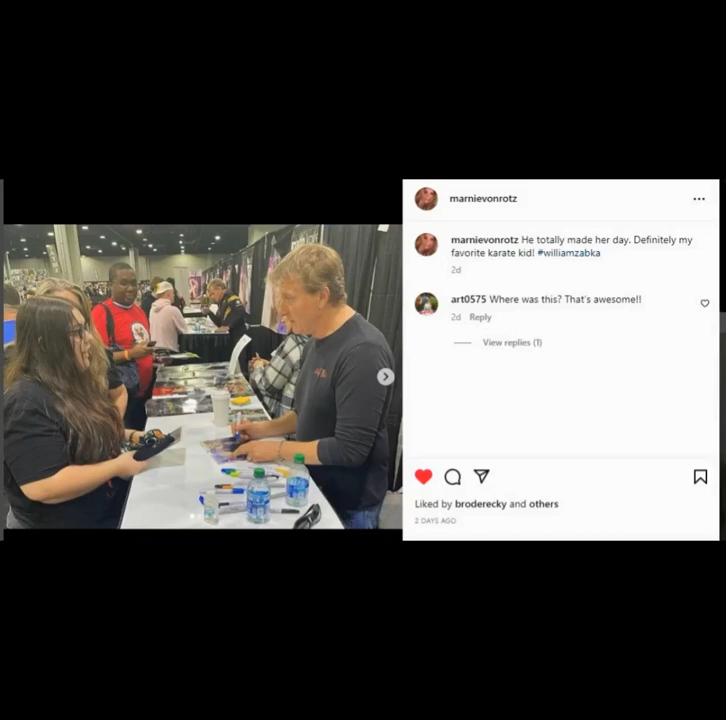 marnievonrotz
marnievonrotz He totally made her day. Definitely my
favorite karate kid! #williamzabka
2d
art0575 Where was this? That's awesome!!
2d Reply
View replies (1)
Liked by broderecky and others
2 DAYS AGO